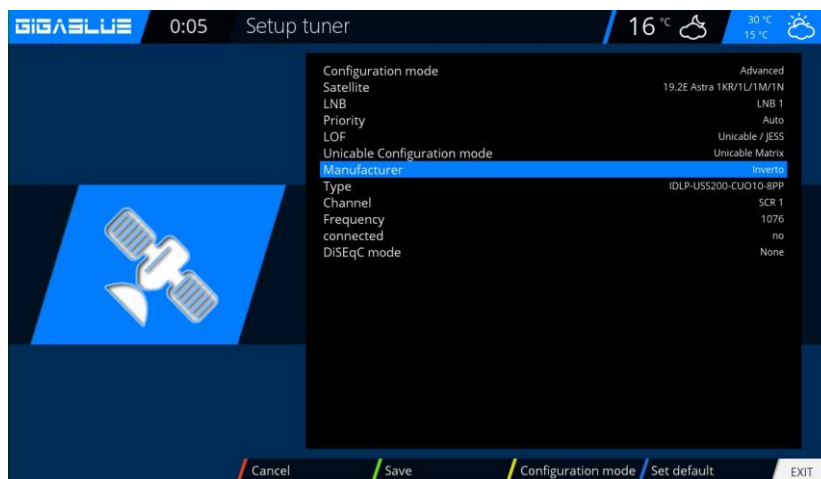 GIGABLUE 0:05 Setup tuner 16 °C 30 °C
15 °C
Configuration mode Advanced
Satellite 19.2E Astra 1KR/1L/1M/1N
LNB LNB 1
Priority Auto
LOF Unicable / JESS
Unicable Configuration mode Unicable Matrix
Manufacturer Inverto
Type IDLP-USS200-CUO10-8PP
Channel SCR 1
Frequency 1076
connected no
DiSEqC mode None
Cancel Save Configuration mode Set default EXIT